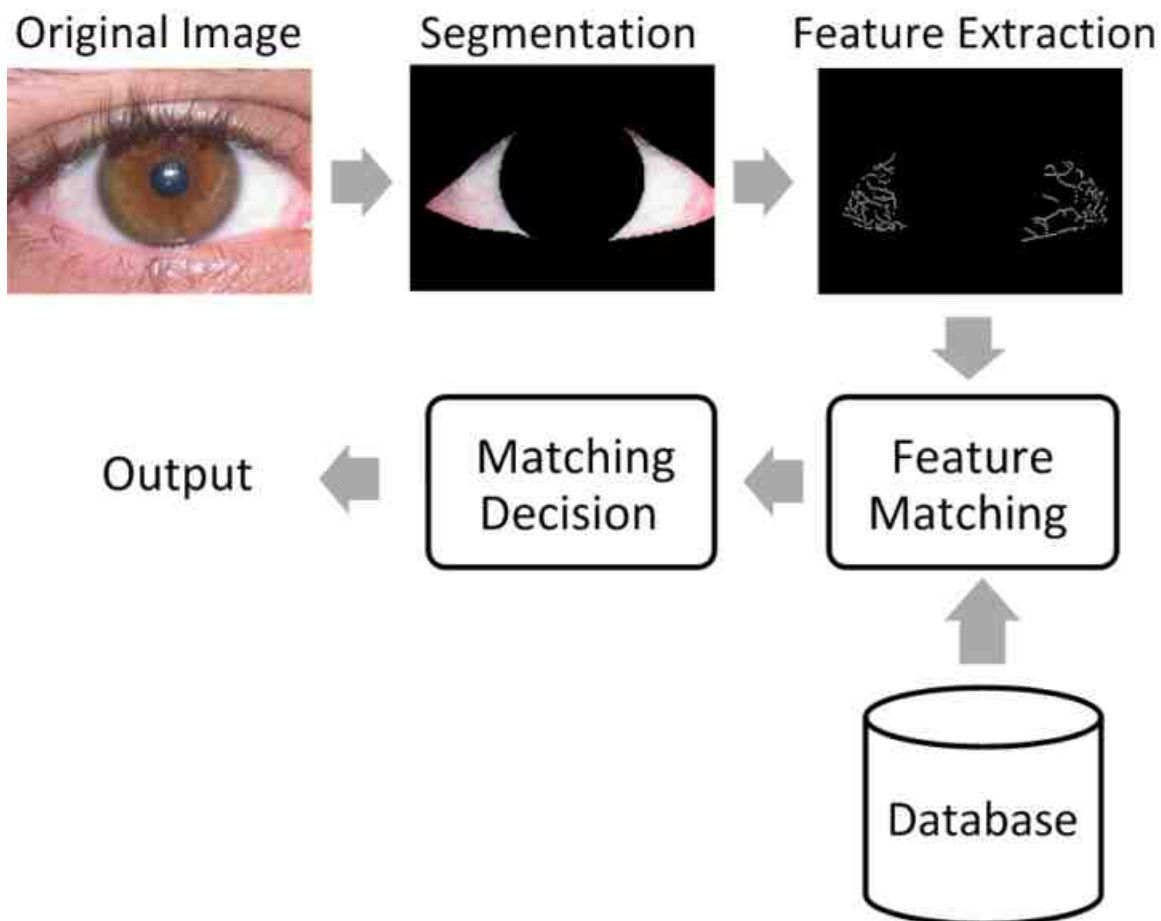 Original Image
Segmentation
Feature Extraction
Output
Matching
Decision
Feature
Matching
Database